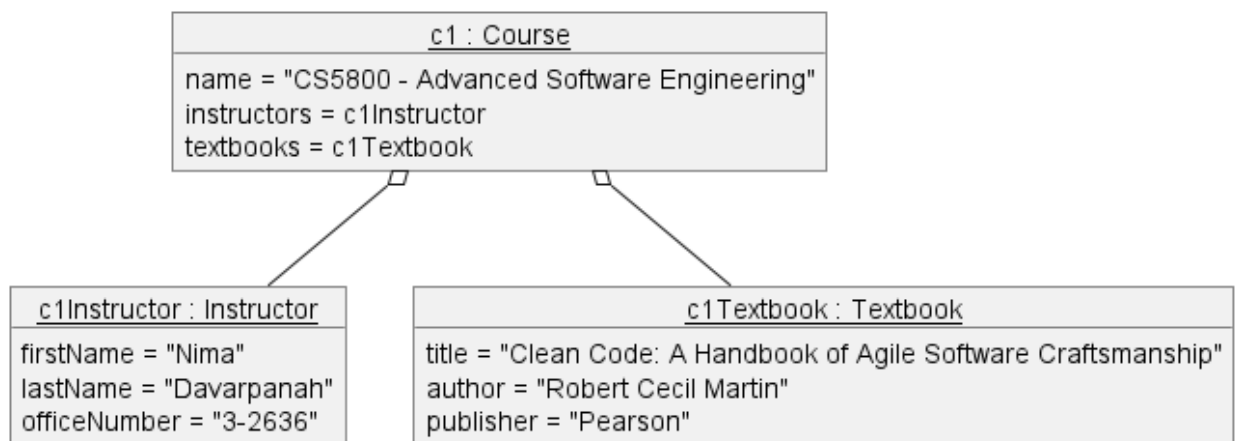 c1 : Course
name = "CS5800 - Advanced Software Engineering"
instructors = c1Instructor
textbooks = c1Textbook
c1Instructor : Instructor
firstName = "Nima"
lastName = "Davarpanah"
officeNumber = "3-2636"
c1Textbook : Textbook
title = "Clean Code: A Handbook of Agile Software Craftsmanship"
author = "Robert Cecil Martin"
publisher = "Pearson"